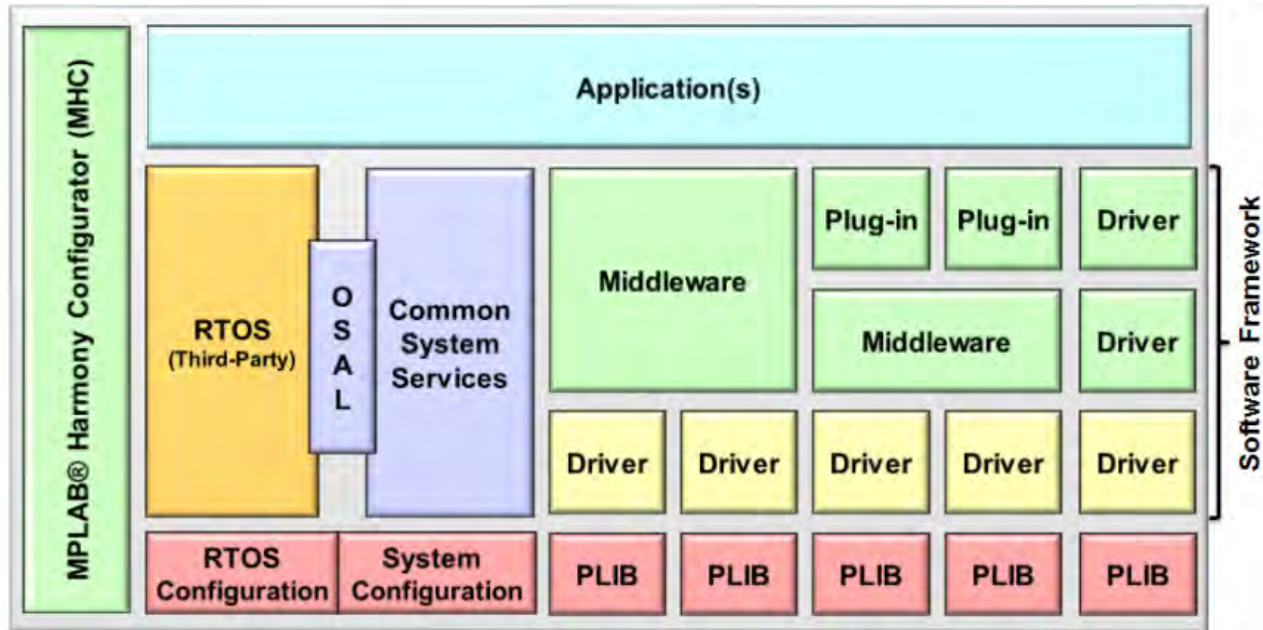 MPLAB® Harmony Configurator (MHC)
Application(s)
RTOS
(Third-Party)
O
S
A
L
Common
System
Services
Middleware
Plug-in
Plug-in
Driver
Middleware
Driver
Driver
Driver
Driver
Driver
Driver
RTOS
Configuration
System
Configuration
PLIB
PLIB
PLIB
PLIB
PLIB
Software Framework